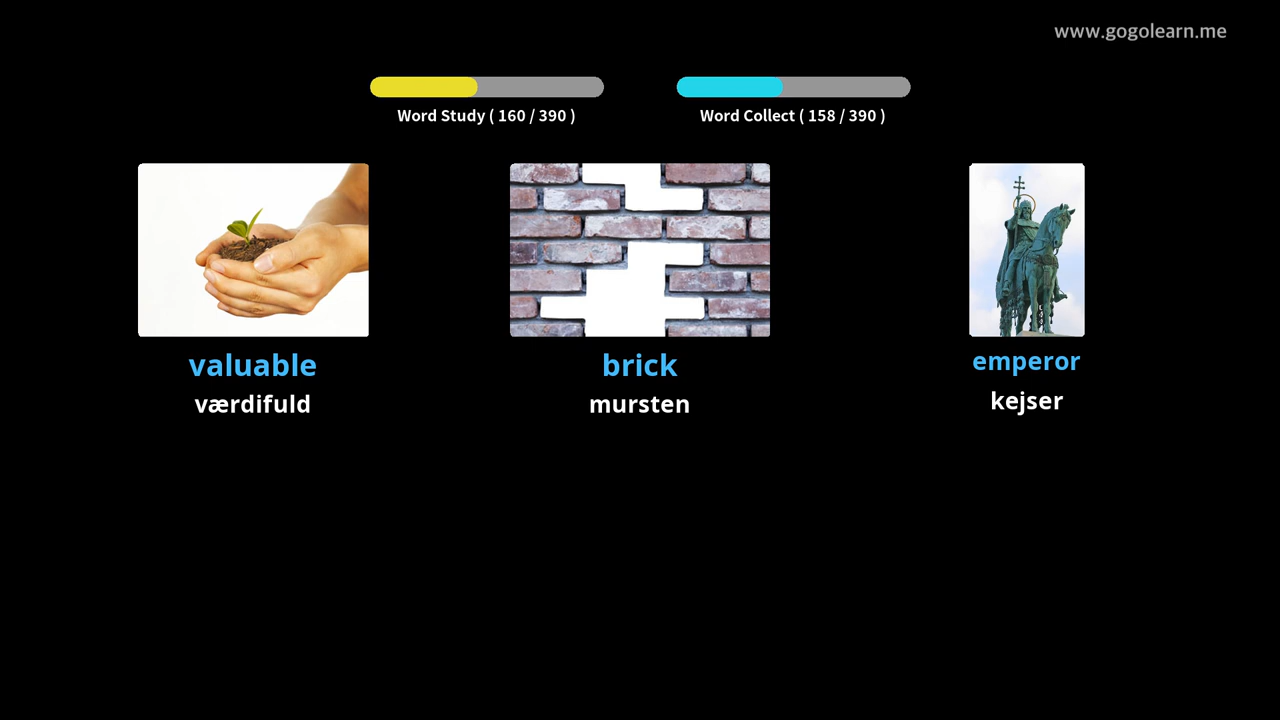 www.gogolearn.me
Word Study ( 160 / 390 )
Word Collect ( 158 / 390 )
valuable
værdifuld
brick
mursten
emperor
kejser